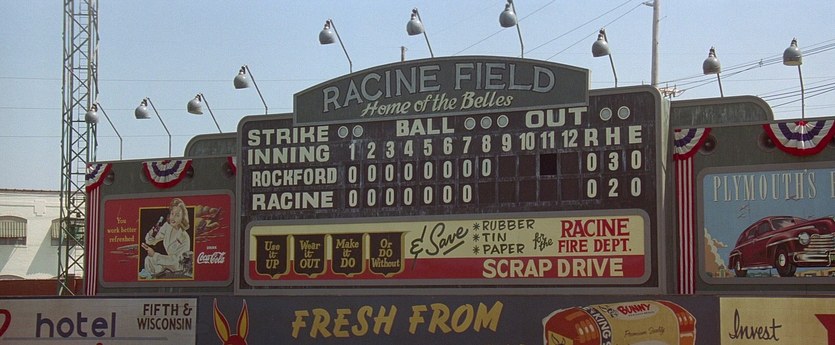 RACINE FIELD
Home of the Belles
STRIKE BALL OUT
INNING 1 2 3 4 5 6 7 8 9 10 11 12 R H E
ROCKFORD 0 0 0 0 0 0 0 0 0 3 0
RACINE 0 0 0 0 0 0 0 0 2 0
You
work better
refreshed
DRINK
Coca-Cola
Use it UP
Wear it OUT
Make it DO
Or DO Without
& Save
* RUBBER
* TIN
* PAPER
for the
RACINE
FIRE DEPT.
SCRAP DRIVE
PLYMOUTH'S
hotel
FIFTH &
WISCONSIN
FRESH FROM
BUNNY
Premium Quality
Invest